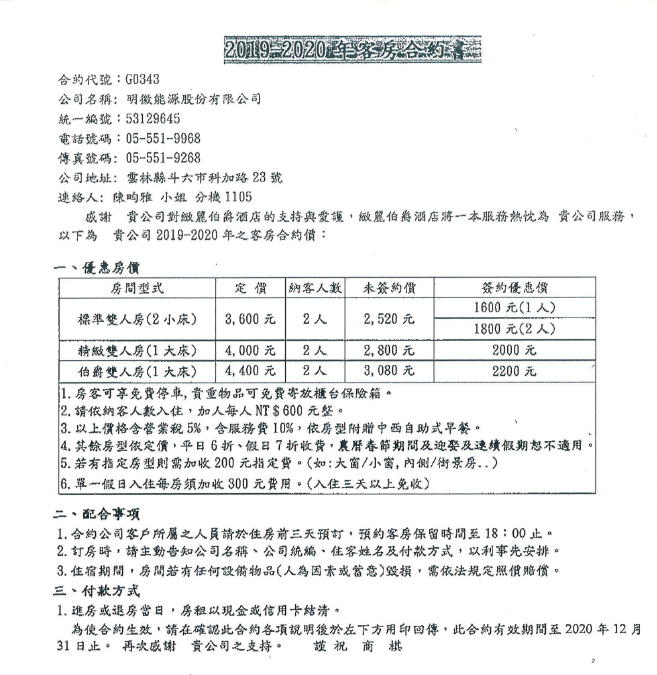 2019-2020年客房合約書
合約代號：G0343
公司名稱: 明徽能源股份有限公司
統一編號：53129645
電話號碼：05-551-9968
傳真號碼: 05-551-9268
公司地址: 雲林縣斗六市科加路 23 號
連絡人: 陳昀雅 小姐 分機 1105
感謝 貴公司對緻麗伯爵酒店的支持與愛護，緻麗伯爵酒店將一本服務熱忱為 貴公司服務，
以下為 貴公司 2019-2020 年之客房合約價：
一、優惠房價
房間型式 定 價 納客人數 未簽約價 簽約優惠價
標準雙人房(2 小床) 3,600 元 2 人 2,520 元 1600 元(1 人)
1800 元(2 人)
精緻雙人房(1 大床) 4,000 元 2 人 2,800 元 2000 元
伯爵雙人房(1 大床) 4,400 元 2 人 3,080 元 2200 元
1. 房客可享免費停車, 貴重物品可免費寄放櫃台保險箱。
2. 請依納客人數入住，加人每人 NT＄600 元整。
3. 以上價格含營業稅 5%，含服務費 10%，依房型附贈中西自助式早餐。
4. 其餘房型依定價，平日 6 折、假日 7 折收費，農曆春節期間及迎娶及連續假期恕不適用。
5. 若有指定房型則需加收 200 元指定費。(如:大窗/小窗, 內側/街景房..)
6. 單一假日入住每房須加收 300 元費用。(入住三天以上免收)
二、配合事項
1. 合約公司客戶所屬之人員請於住房前三天預訂，預約客房保留時間至 18：00 止。
2. 訂房時，請主動告知公司名稱、公司統編、住客姓名及付款方式，以利事先安排。
3. 住宿期間，房間若有任何設備物品(人為因素或蓄意)毀損，需依法規定照價賠償。
三、付款方式
1. 進房或退房當日，房租以現金或信用卡結清。
為使合約生效，請在確認此合約各項說明後於左下方用印回傳，此合約有效期間至 2020 年 12 月
31 日止。 再次感謝 貴公司之支持。 謹 祝 商 棋
2